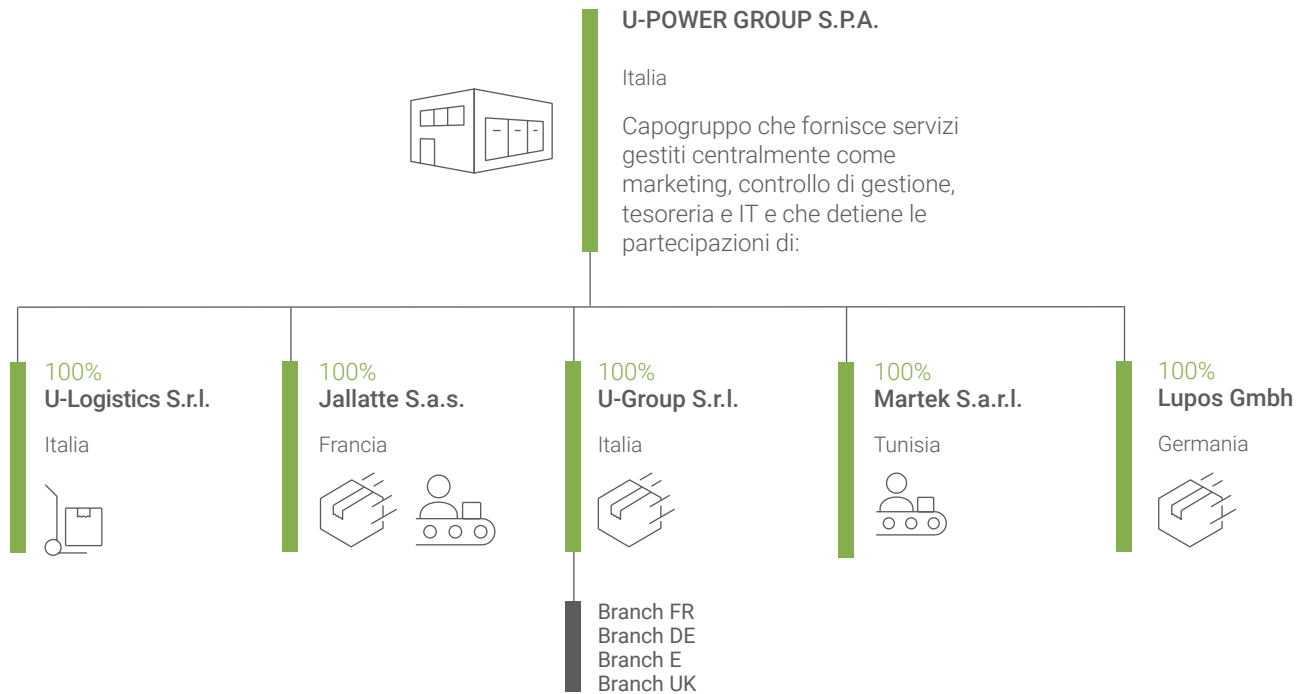 U-POWER GROUP S.P.A.
Italia
Capogruppo che fornisce servizi
gestiti centralmente come
marketing, controllo di gestione,
tesoreria e IT e che detiene le
partecipazioni di:
100%
U-Logistics S.r.l.
Italia
100%
Jallatte S.a.s.
Francia
100%
U-Group S.r.l.
Italia
100%
Martek S.a.r.l.
Tunisia
100%
Lupos Gmbh
Germania
Branch FR
Branch DE
Branch E
Branch UK